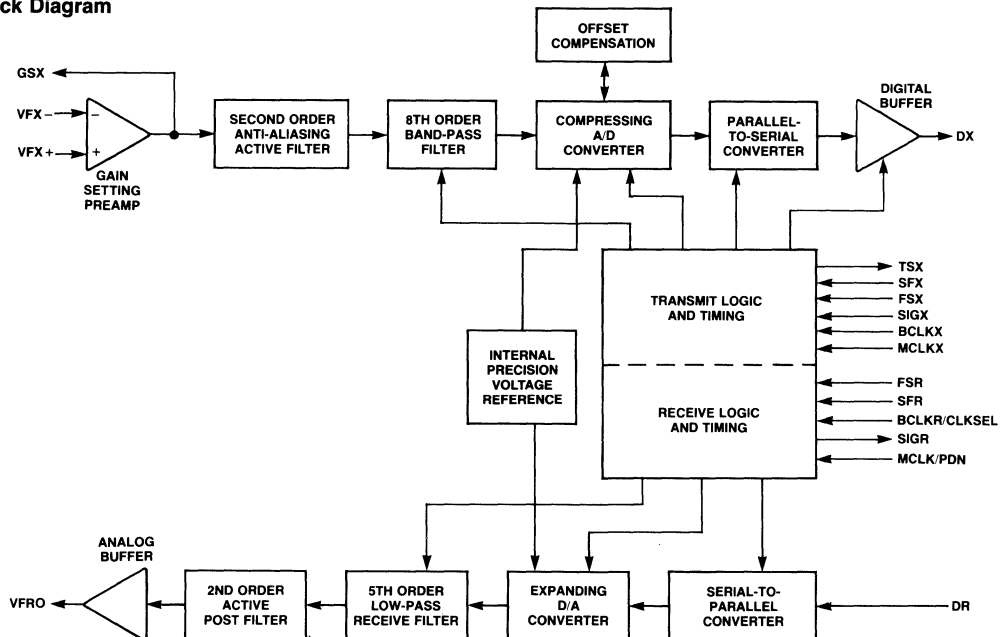 ck Diagram
OFFSET
COMPENSATION
GSX
VFX–
–
VFX+
+
GAIN
SETTING
PREAMP
SECOND ORDER
ANTI-ALIASING
ACTIVE FILTER
8TH ORDER
BAND-PASS
FILTER
COMPRESSING
A/D
CONVERTER
PARALLEL-
TO-SERIAL
CONVERTER
DIGITAL
BUFFER
DX
TRANSMIT LOGIC
AND TIMING
TSX
SFX
FSX
SIGX
BCLKX
MCLKX
INTERNAL
PRECISION
VOLTAGE
REFERENCE
RECEIVE LOGIC
AND TIMING
FSR
SFR
BCLKR/CLKSEL
SIGR
MCLK/PDN
ANALOG
BUFFER
VFRO
2ND ORDER
ACTIVE
POST FILTER
5TH ORDER
LOW-PASS
RECEIVE FILTER
EXPANDING
D/A
CONVERTER
SERIAL-TO-
PARALLEL
CONVERTER
DR